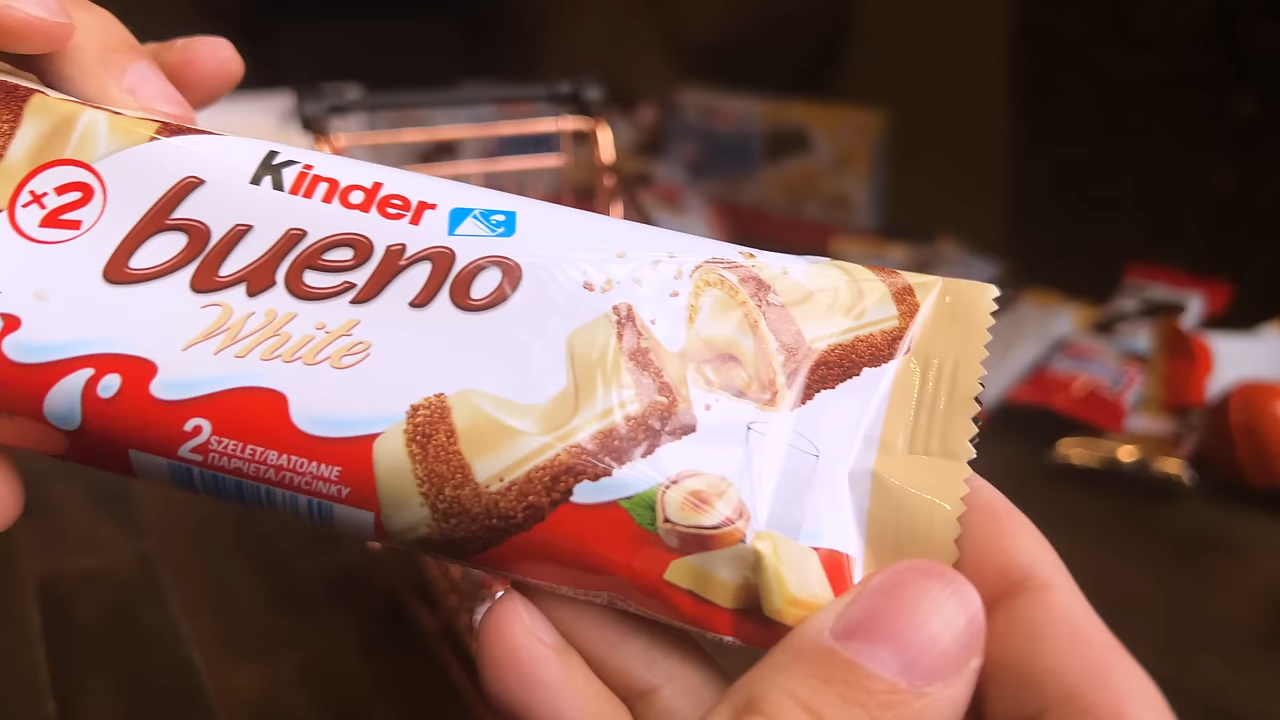 ×2
Kinder
bueno
White
2 SZELET/BATOANE
ПАРЧЕТА/TYČINKY